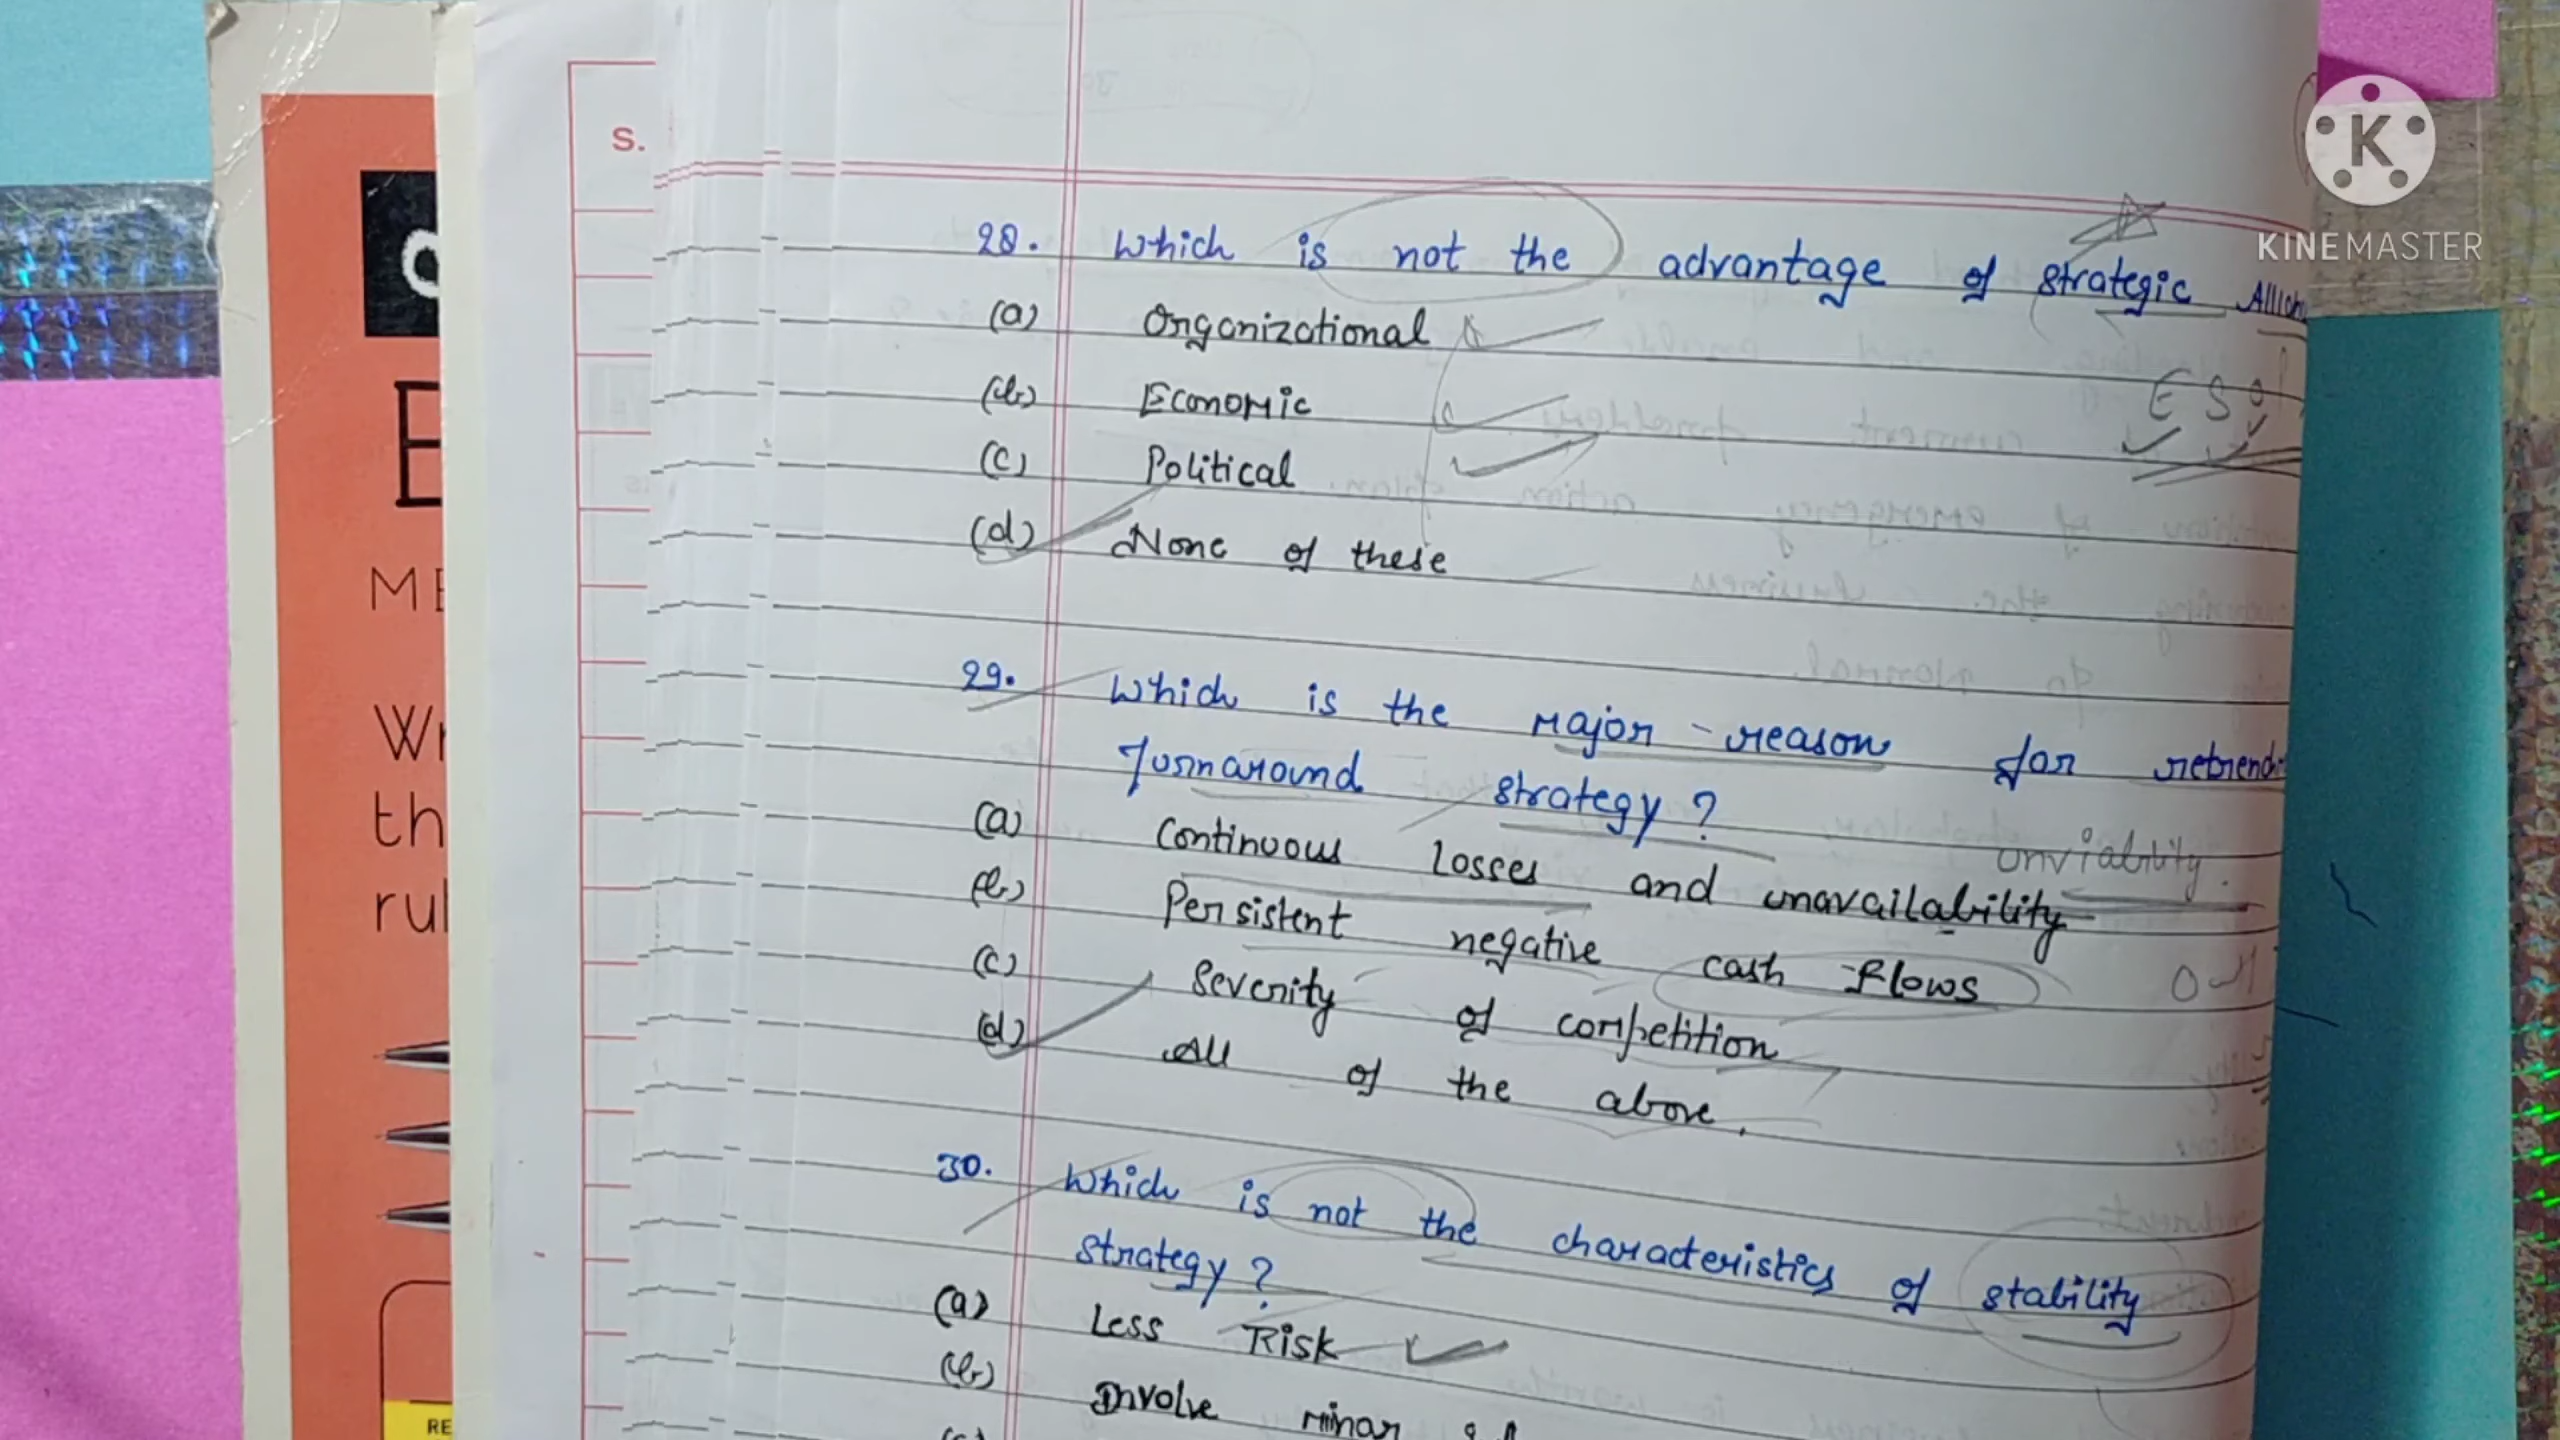 KINEMASTER
S.
28. Which is not the advantage of strategic
(a) Organizational
(b) Economic
(c) Political
(d) None of these
E S O
29. Which is the major reason for
Turnaround strategy?
unviability.
(a) Continuous losses and unavailability
(b) Persistent negative cash flows
(c) Severity of competition
(d) All of the above.
30. Which is not the characteristics of stability
strategy?
(a) Less Risk
(b) Involve minor